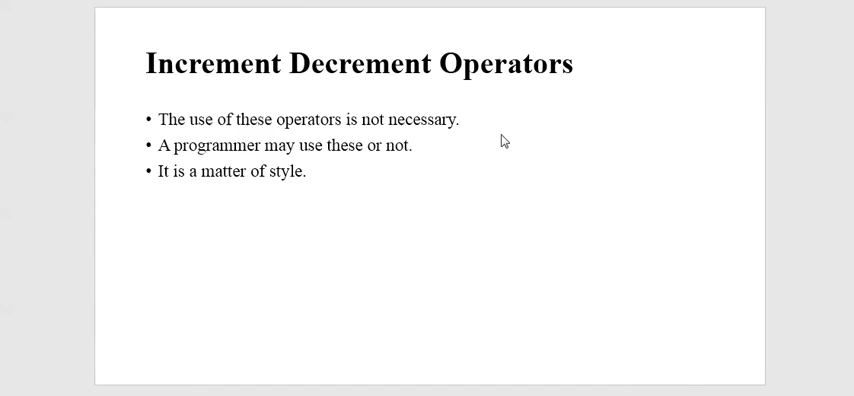 Increment Decrement Operators
• The use of these operators is not necessary.
• A programmer may use these or not.
• It is a matter of style.